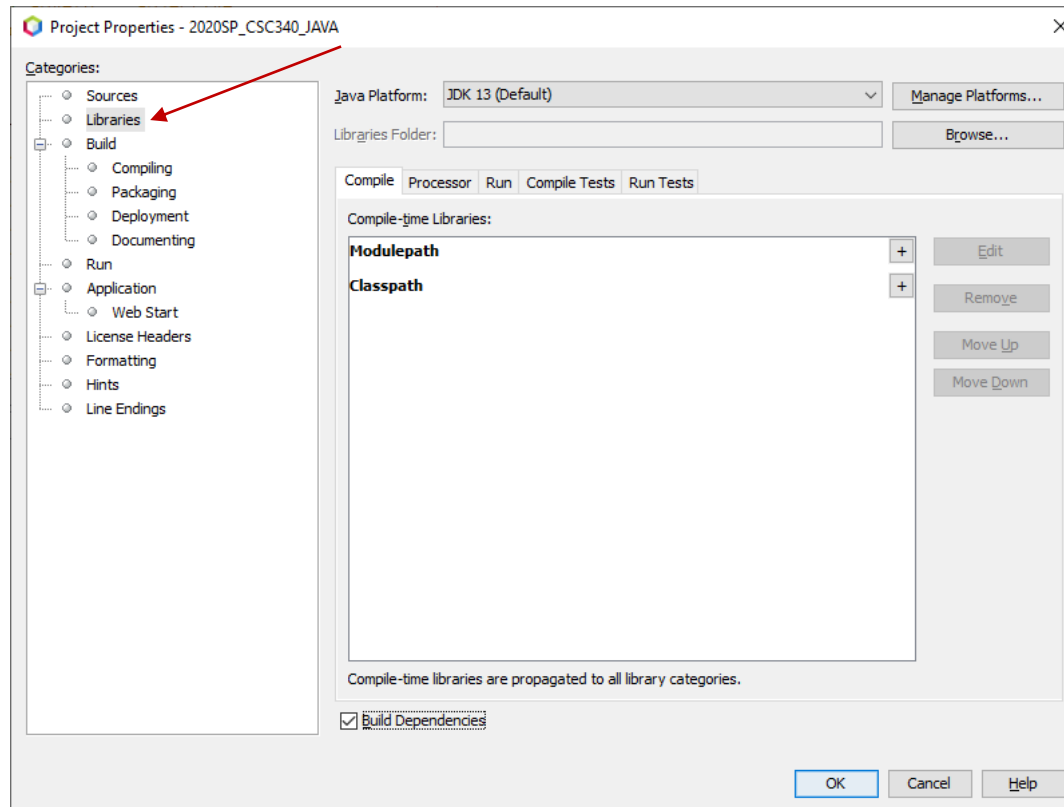 Project Properties - 2020SP_CSC340_JAVA
Categories:
Sources
Libraries
Build
Compiling
Packaging
Deployment
Documenting
Run
Application
Web Start
License Headers
Formatting
Hints
Line Endings
Java Platform: JDK 13 (Default) Manage Platforms...
Libraries Folder: Browse...
Compile Processor Run Compile Tests Run Tests
Compile-time Libraries:
Modulepath +
Classpath +
Edit
Remove
Move Up
Move Down
Compile-time libraries are propagated to all library categories.
Build Dependencies
OK Cancel Help